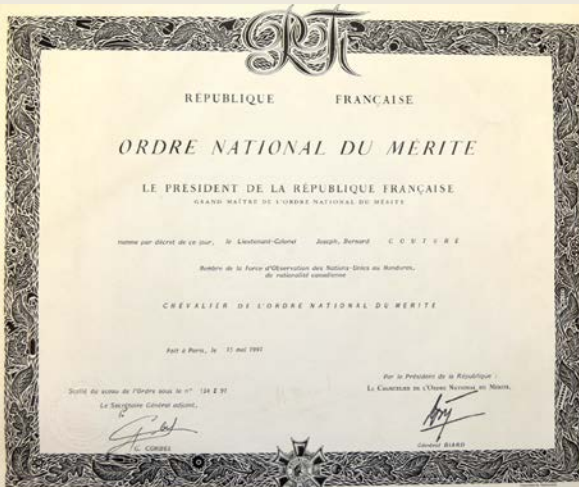 RF
RÉPUBLIQUE FRANÇAISE
ORDRE NATIONAL DU MÉRITE
LE PRÉSIDENT DE LA RÉPUBLIQUE FRANÇAISE
GRAND MAÎTRE DE L'ORDRE NATIONAL DU MÉRITE
nomme par décret de ce jour, le Lieutenant-Colonel Joseph, Bernard COUTURE
Membre de la Force d'Observation des Nations-Unies au Honduras,
de nationalité canadienne
CHEVALIER DE L'ORDRE NATIONAL DU MÉRITE
Fait à Paris, le mai
Par le Président de la République :
Scellé du sceau de l'Ordre sous le n°
LE CHANCELIER DE L'ORDRE NATIONAL DU MÉRITE,
Le Secrétaire Général adjoint,
G. CORBEL
Général BIARD